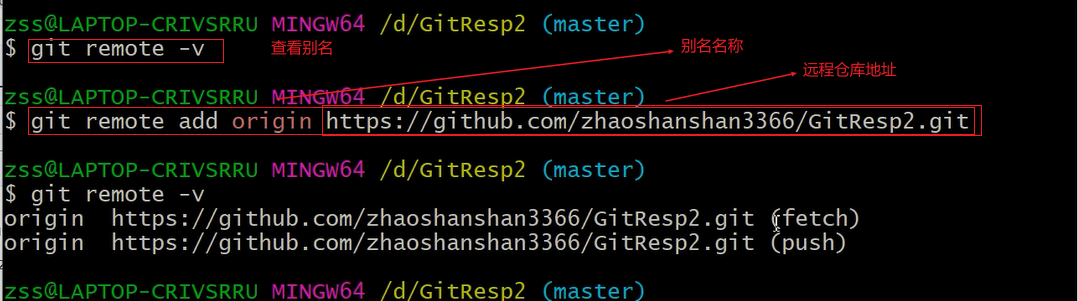 zss@LAPTOP-CRIVSRRU MINGW64 /d/GitResp2 (master)
$ git remote -v
查看别名
别名名称
远程仓库地址
zss@LAPTOP-CRIVSRRU MINGW64 /d/GitResp2 (master)
$ git remote add origin https://github.com/zhaoshanshan3366/GitResp2.git
zss@LAPTOP-CRIVSRRU MINGW64 /d/GitResp2 (master)
$ git remote -v
origin  https://github.com/zhaoshanshan3366/GitResp2.git (fetch)
origin  https://github.com/zhaoshanshan3366/GitResp2.git (push)
zss@LAPTOP-CRIVSRRU MINGW64 /d/GitResp2 (master)